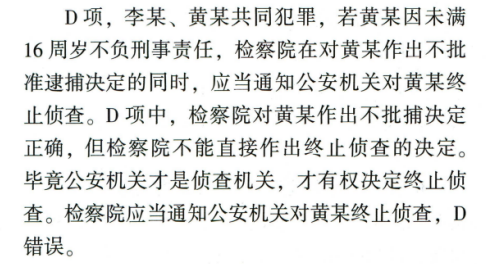 D 项，李某、黄某共同犯罪，若黄某因未满
16 周岁不负刑事责任，检察院在对黄某作出不批
准逮捕决定的同时，应当通知公安机关对黄某终
止侦查。D 项中，检察院对黄某作出不批捕决定
正确，但检察院不能直接作出终止侦查的决定。
毕竟公安机关才是侦查机关，才有权决定终止侦
查。检察院应当通知公安机关对黄某终止侦查，D
错误。